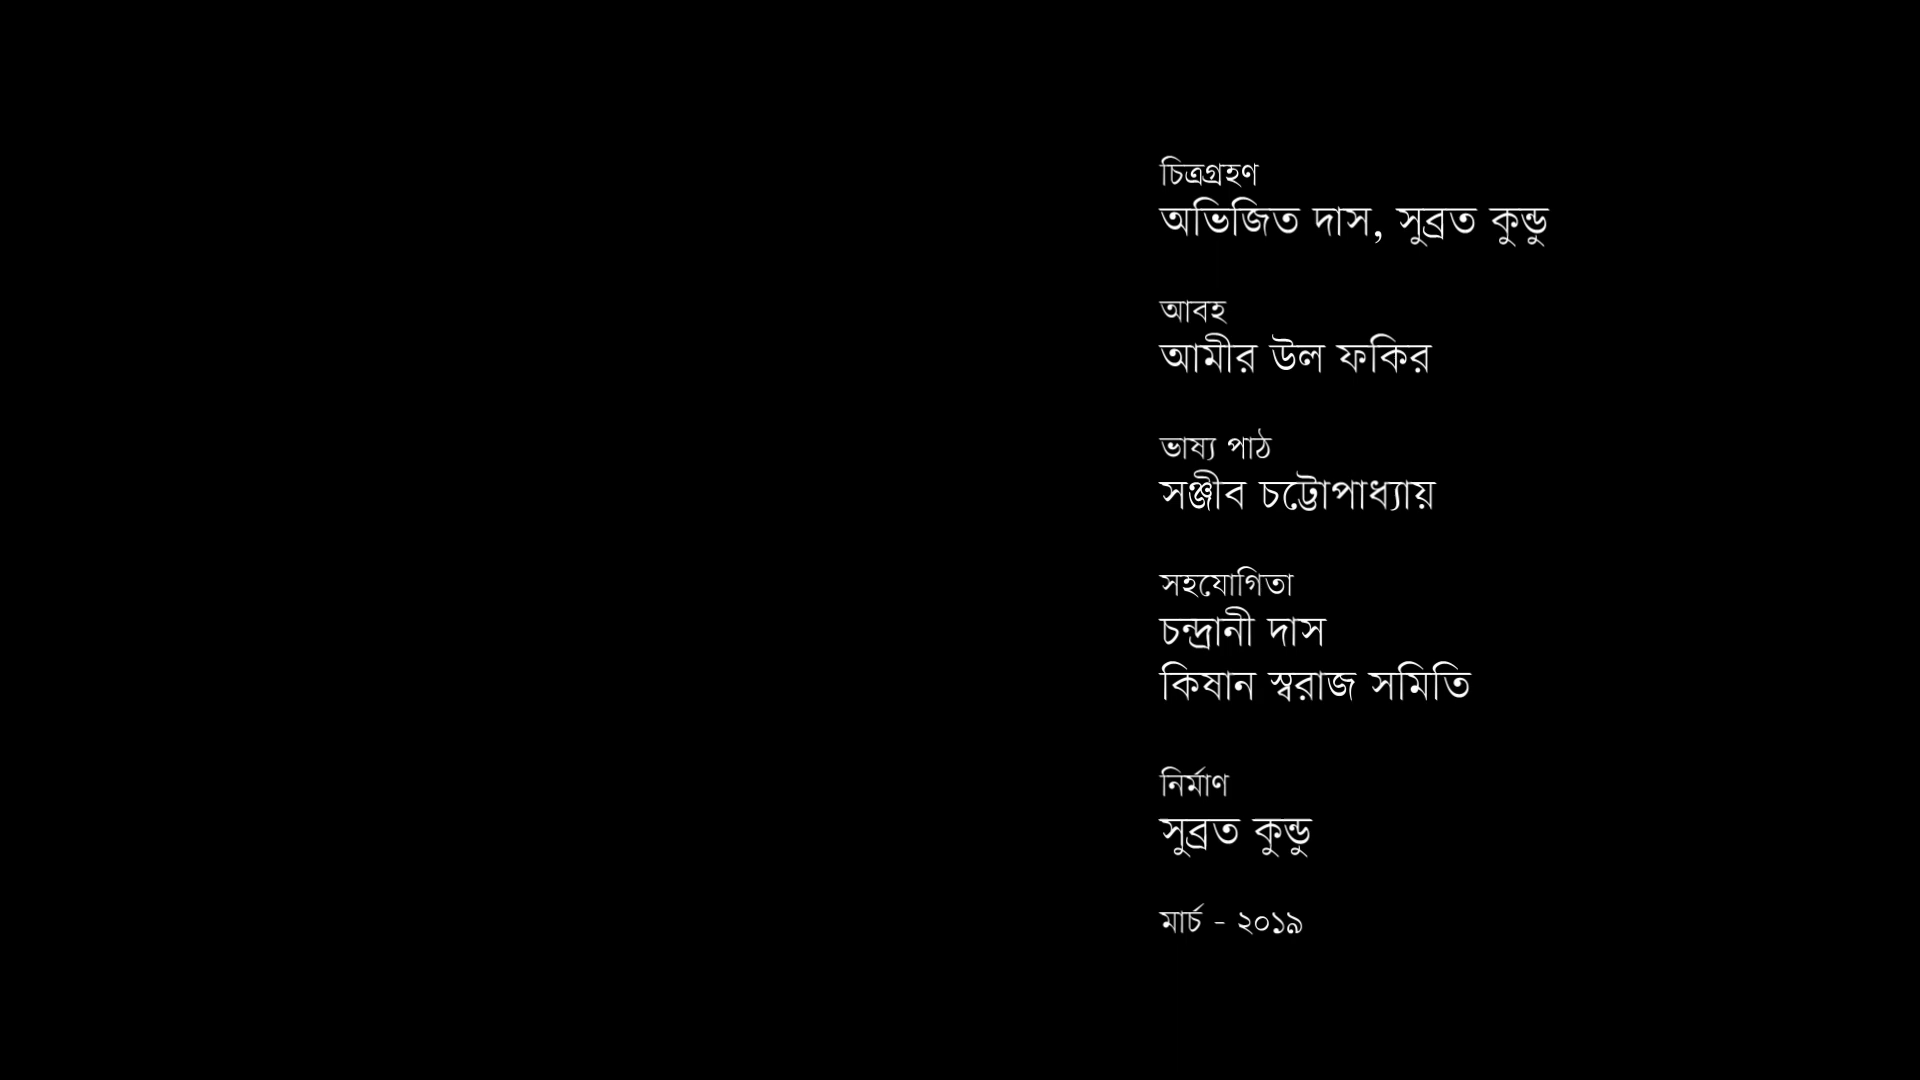 চিত্রগ্রহণ
অভিজিত দাস, সুব্রত কুন্ডু
আবহ
আমীর উল ফকির
ভাষ্য পাঠ
সঞ্জীব চট্টোপাধ্যায়
সহযোগিতা
চন্দ্রানী দাস
কিষান স্বরাজ সমিতি
নির্মাণ
সুব্রত কুন্ডু
মার্চ - ২০১৯